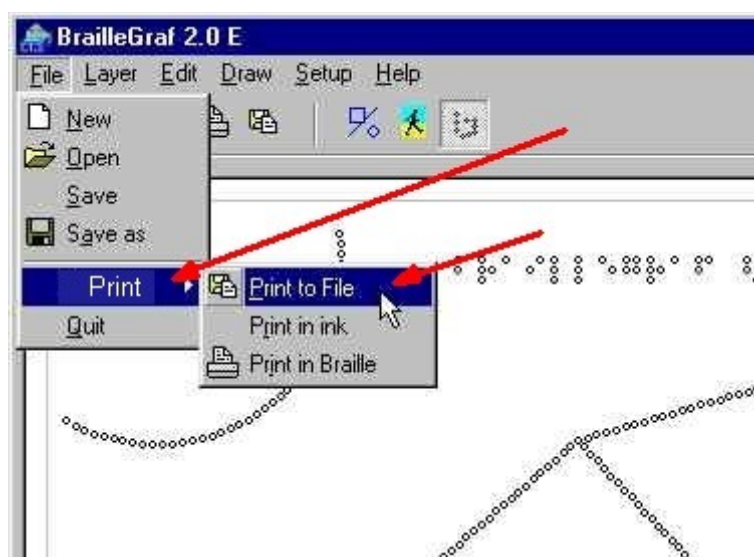 BrailleGraf 2.0 E
File Layer Edit Draw Setup Help
New
Open
Save
Save as
Print
Quit
Print to File
Print in ink
Print in Braille